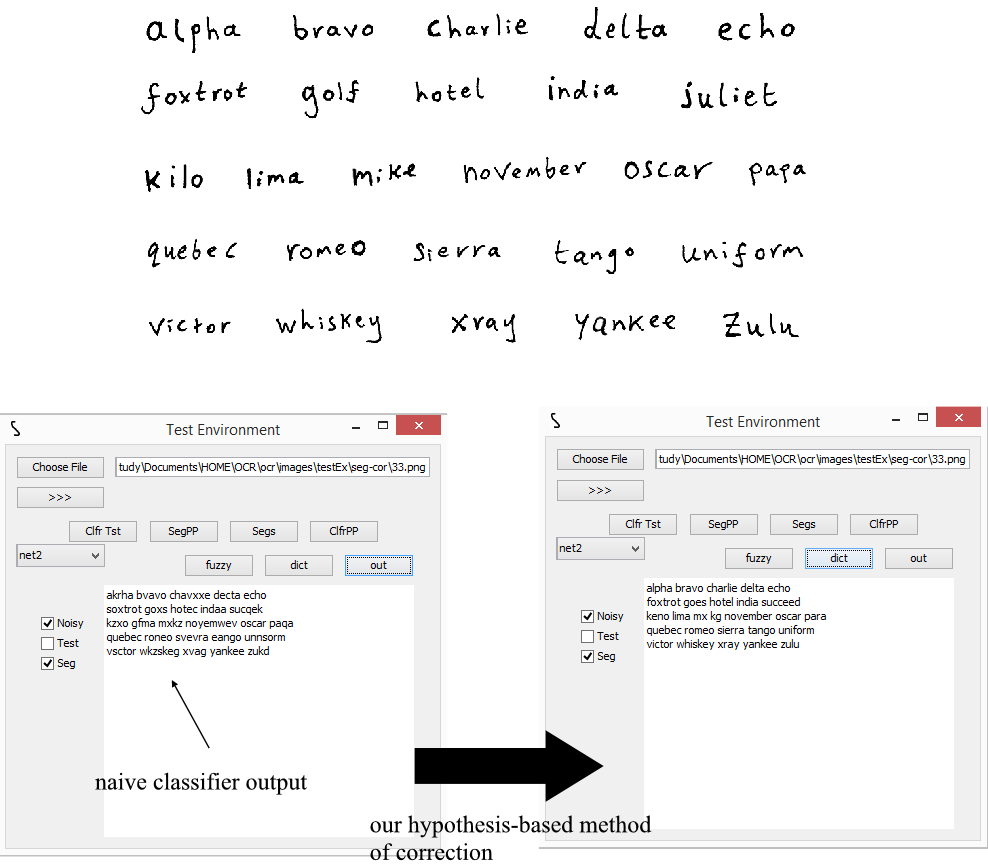 alpha bravo charlie delta echo
foxtrot golf hotel india juliet
kilo lima mike november oscar papa
quebec romeo sierra tango uniform
victor whiskey xray yankee zulu
Test Environment
Choose File tudy\Documents\HOME\OCR\ocr\images\testEx\seg-cor\33.png
>>>
Clfr Tst SegPP Segs ClfrPP
net2
fuzzy dict out
Noisy
Test
Seg
akrha bvavo chavxxe decta echo
soxtrot goxs hotec indaa sucqek
kzxo gfma mxkz noyemwev oscar paqa
quebec roneo svevra eango unnsorm
vsctor wkzskeg xvag yankee zukd
naive classifier output
Test Environment
Choose File tudy\Documents\HOME\OCR\ocr\images\testEx\seg-cor\33.png
>>>
Clfr Tst SegPP Segs ClfrPP
net2
fuzzy dict out
Noisy
Test
Seg
alpha bravo charlie delta echo
foxtrot goes hotel india succeed
keno lima mx kg november oscar para
quebec romeo sierra tango uniform
victor whiskey xray yankee zulu
our hypothesis-based method
of correction